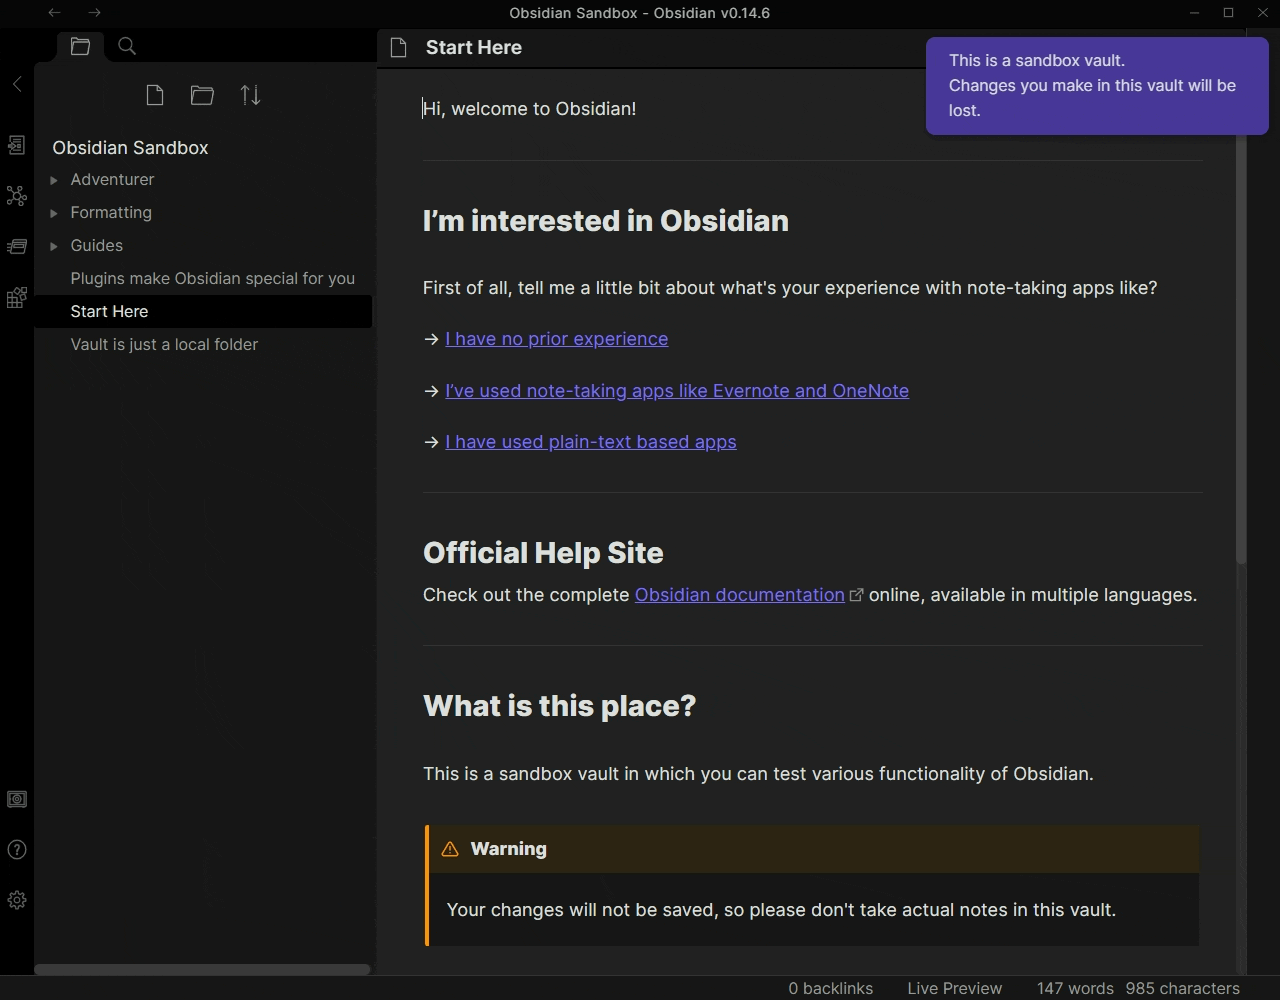 Obsidian Sandbox - Obsidian v0.14.6
Start Here
This is a sandbox vault.
Changes you make in this vault will be
lost.
Obsidian Sandbox
Adventurer
Formatting
Guides
Plugins make Obsidian special for you
Start Here
Vault is just a local folder
Hi, welcome to Obsidian!
I’m interested in Obsidian
First of all, tell me a little bit about what's your experience with note-taking apps like?
→ I have no prior experience
→ I’ve used note-taking apps like Evernote and OneNote
→ I have used plain-text based apps
Official Help Site
Check out the complete Obsidian documentation online, available in multiple languages.
What is this place?
This is a sandbox vault in which you can test various functionality of Obsidian.
Warning
Your changes will not be saved, so please don't take actual notes in this vault.
0 backlinks Live Preview 147 words 985 characters